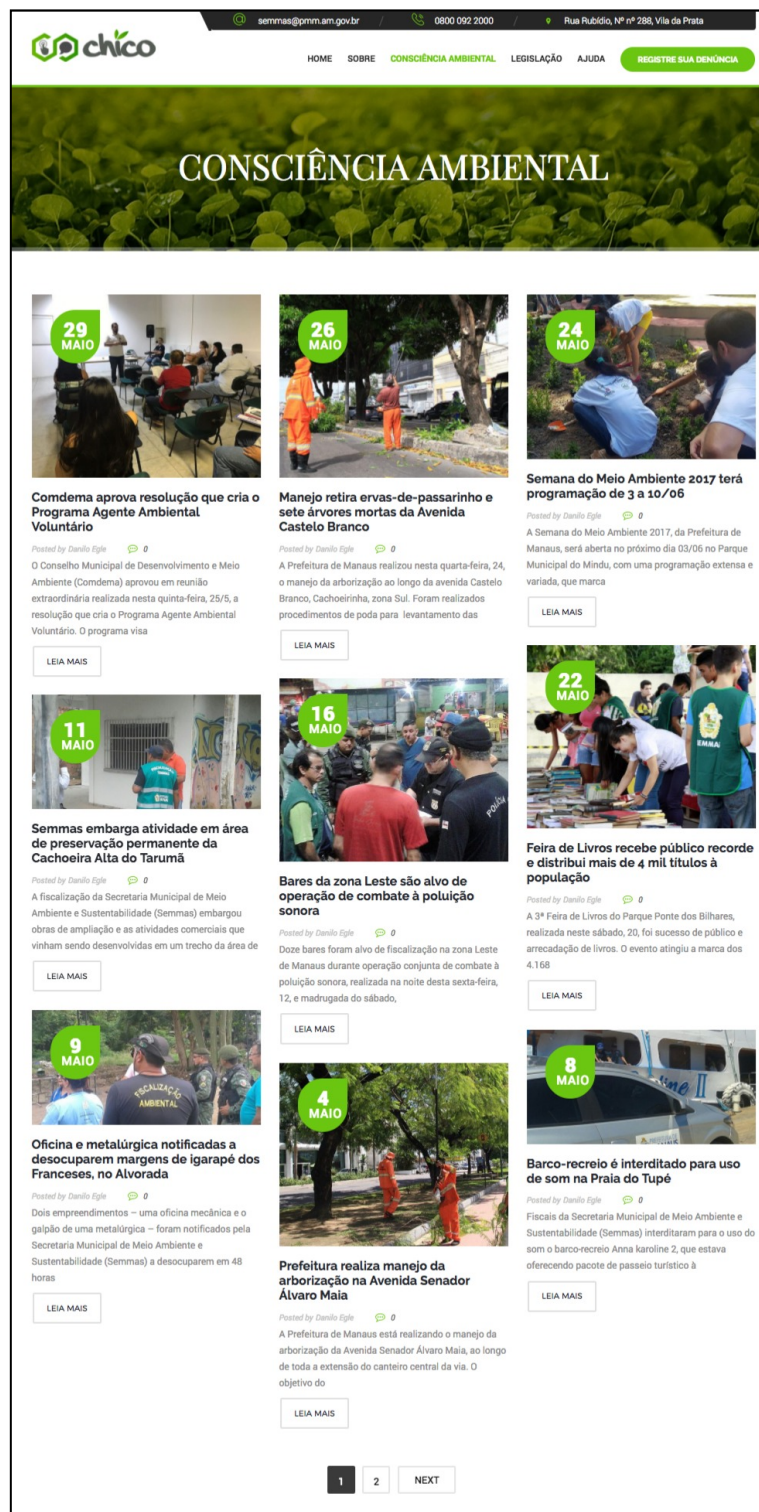 semmas@pmm.am.gov.br / 0800 092 2000 / Rua Rubídio, Nº nº 288, Vila da Prata
chico
HOME SOBRE CONSCIÊNCIA AMBIENTAL LEGISLAÇÃO AJUDA REGISTRE SUA DENÚNCIA
CONSCIÊNCIA AMBIENTAL
29
MAIO
Comdema aprova resolução que cria o
Programa Agente Ambiental
Voluntário
Posted by Danilo Egle 0
O Conselho Municipal de Desenvolvimento e Meio
Ambiente (Comdema) aprovou em reunião
extraordinária realizada nesta quinta-feira, 25/5, a
resolução que cria o Programa Agente Ambiental
Voluntário. O programa visa
LEIA MAIS
26
MAIO
Manejo retira ervas-de-passarinho e
sete árvores mortas da Avenida
Castelo Branco
Posted by Danilo Egle 0
A Prefeitura de Manaus realizou nesta quarta-feira, 24,
o manejo da arborização ao longo da avenida Castelo
Branco, Cachoeirinha, zona Sul. Foram realizados
procedimentos de poda para levantamento das
LEIA MAIS
24
MAIO
Semana do Meio Ambiente 2017 terá
programação de 3 a 10/06
Posted by Danilo Egle 0
A Semana do Meio Ambiente 2017, da Prefeitura de
Manaus, será aberta no próximo dia 03/06 no Parque
Municipal do Mindu, com uma programação extensa e
variada, que marca
LEIA MAIS
22
MAIO
SEMMAS
Feira de Livros recebe público recorde
e distribui mais de 4 mil títulos à
população
Posted by Danilo Egle 0
A 3ª Feira de Livros do Parque Ponte dos Bilhares,
realizada neste sábado, 20, foi sucesso de público e
arrecadação de livros. O evento atingiu a marca dos
4.168
LEIA MAIS
11
MAIO
Semmas embarga atividade em área
de preservação permanente da
Cachoeira Alta do Tarumã
Posted by Danilo Egle 0
A fiscalização da Secretaria Municipal de Meio
Ambiente e Sustentabilidade (Semmas) embargou
obras de ampliação e as atividades comerciais que
vinham sendo desenvolvidas em um trecho da área de
LEIA MAIS
16
MAIO
POLÍCIA
Bares da zona Leste são alvo de
operação de combate à poluição
sonora
Posted by Danilo Egle 0
Doze bares foram alvo de fiscalização na zona Leste
de Manaus durante operação conjunta de combate à
poluição sonora, realizada na noite desta sexta-feira,
12, e madrugada do sábado,
LEIA MAIS
9
MAIO
FISCALIZAÇÃO
AMBIENTAL
Oficina e metalúrgica notificadas a
desocuparem margens de igarapé dos
Franceses, no Alvorada
Posted by Danilo Egle 0
Dois empreendimentos – uma oficina mecânica e o
galpão de uma metalúrgica – foram notificados pela
Secretaria Municipal de Meio Ambiente e
Sustentabilidade (Semmas) a desocuparem em 48
horas
LEIA MAIS
4
MAIO
Prefeitura realiza manejo da
arborização na Avenida Senador
Álvaro Maia
Posted by Danilo Egle 0
A Prefeitura de Manaus está realizando o manejo da
arborização da Avenida Senador Álvaro Maia, ao longo
de toda a extensão do canteiro central da via. O
objetivo do
LEIA MAIS
8
MAIO
ine II
Barco-recreio é interditado para uso
de som na Praia do Tupé
Posted by Danilo Egle 0
Fiscais da Secretaria Municipal de Meio Ambiente e
Sustentabilidade (Semmas) interditaram para o uso do
som o barco-recreio Anna karoline 2, que estava
oferecendo pacote de passeio turístico à
LEIA MAIS
1 2 NEXT